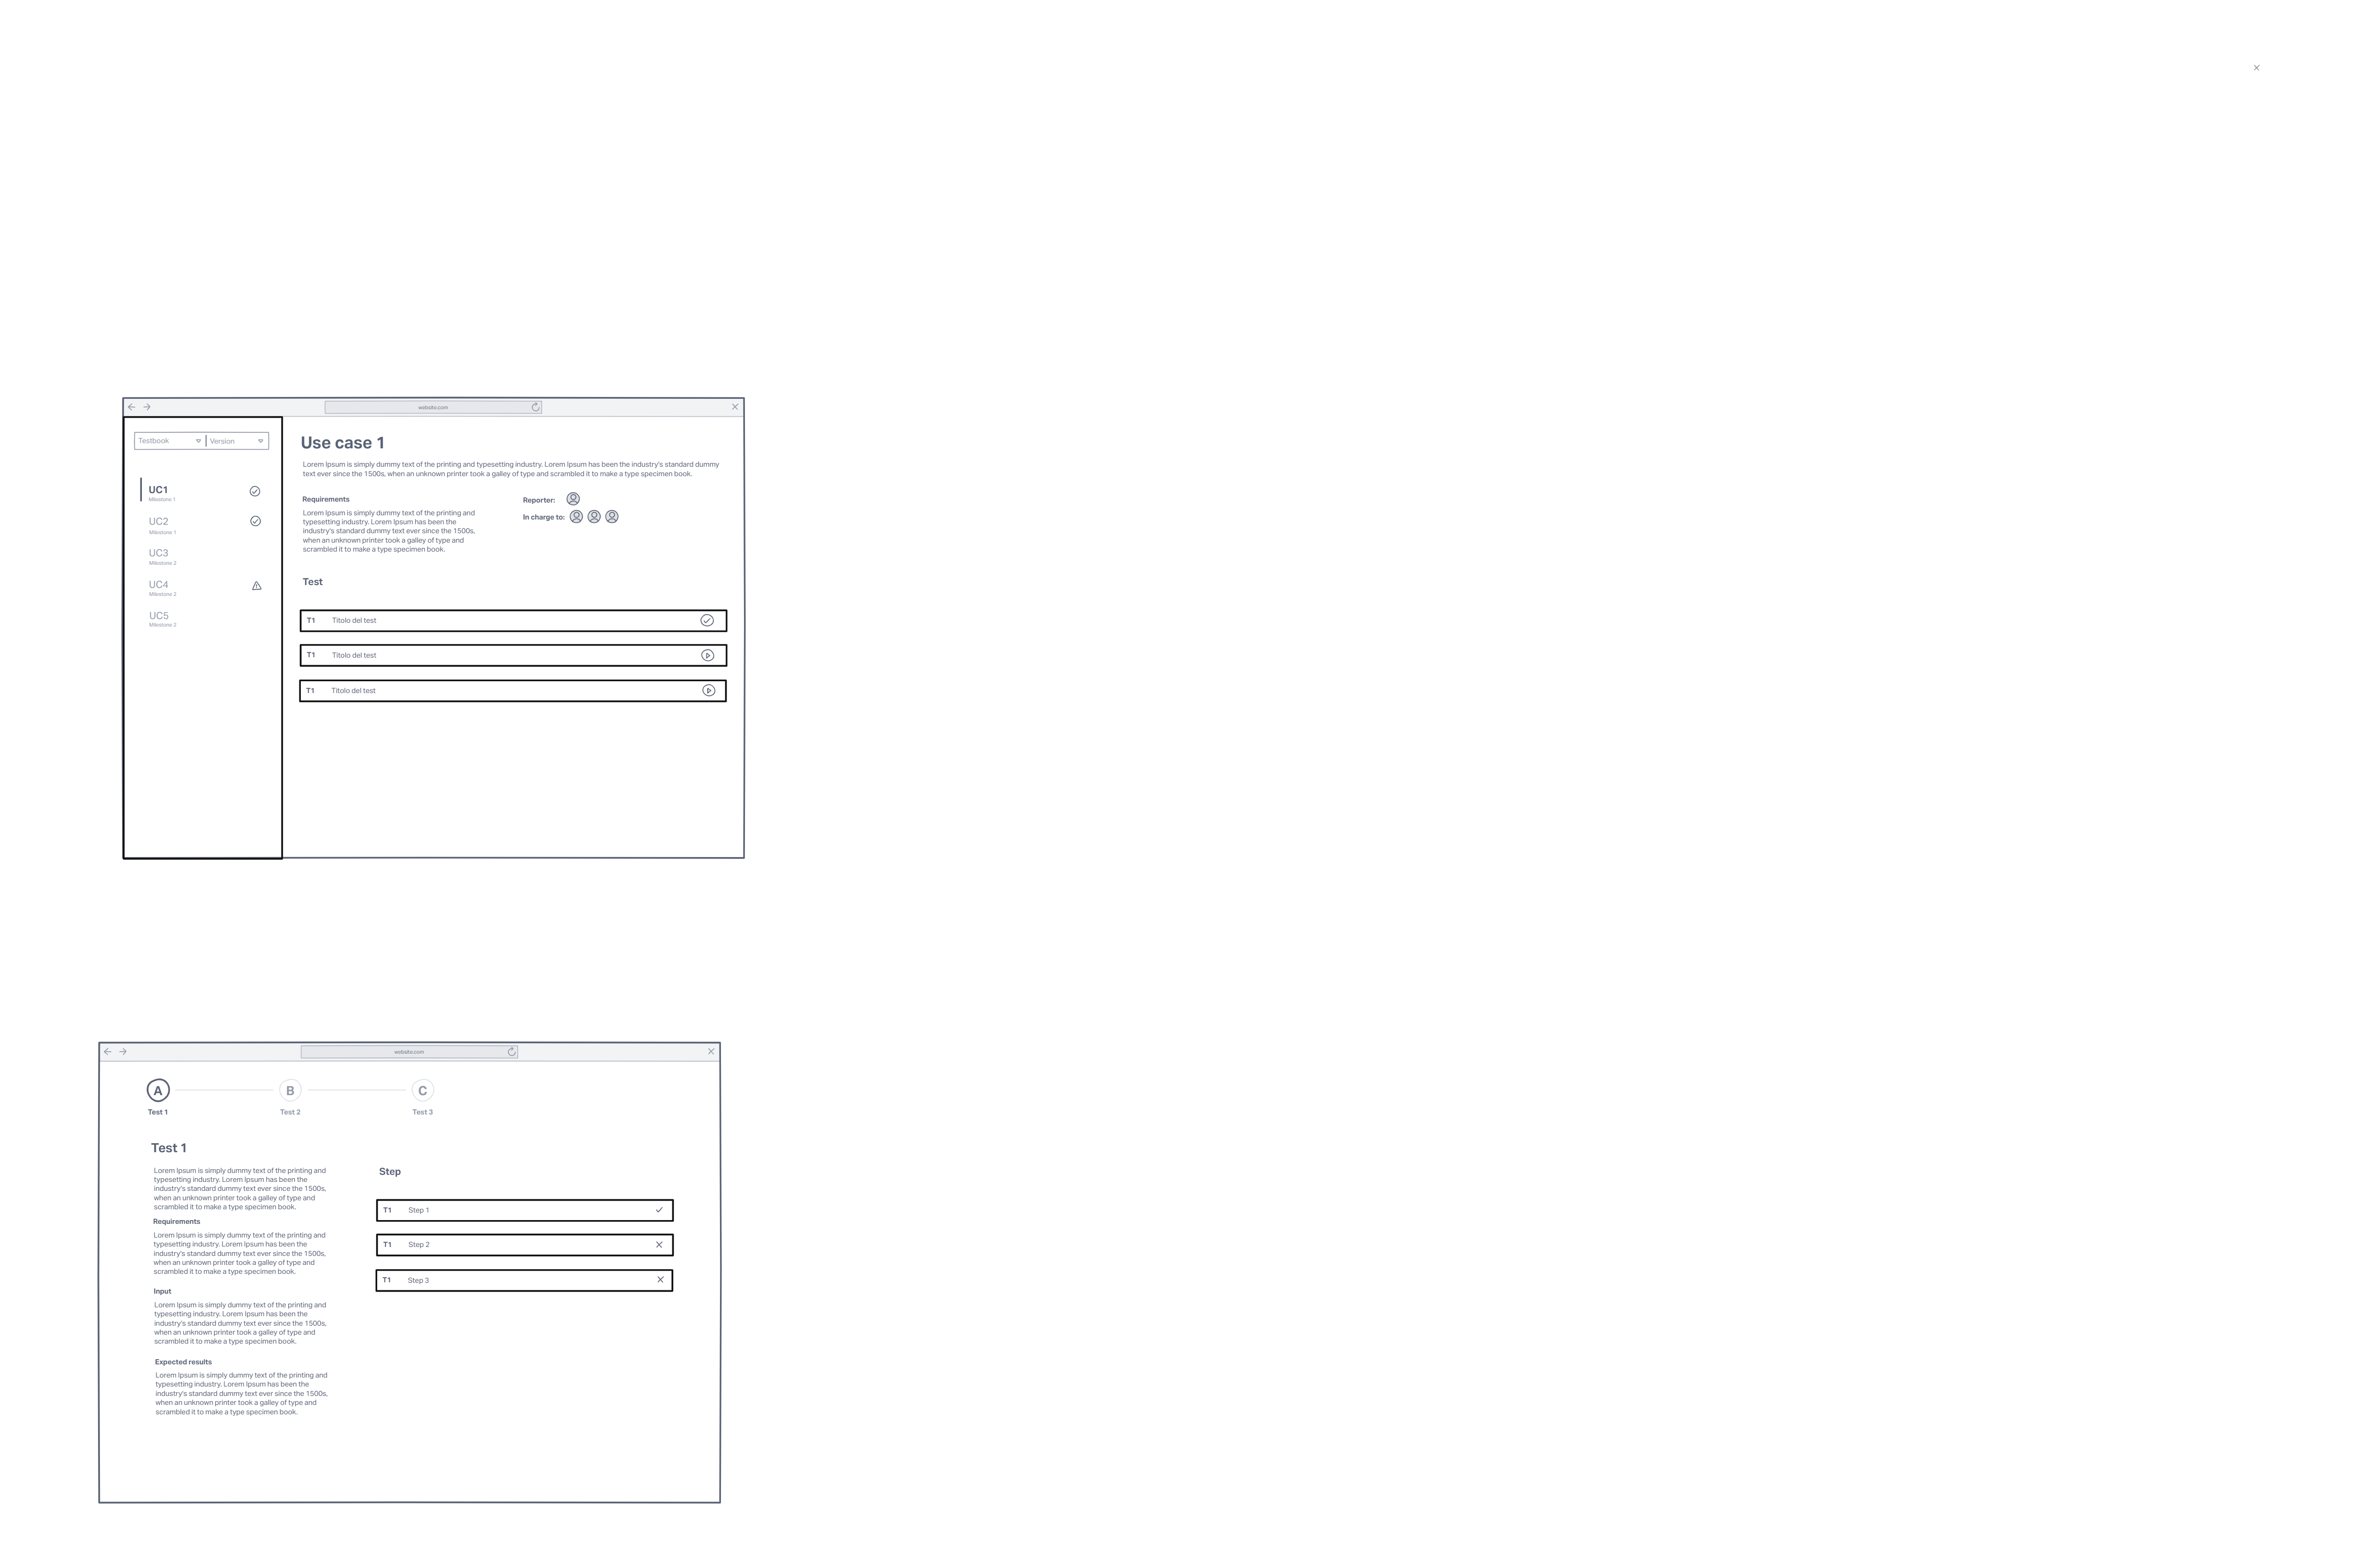 website.com
Testbook
Version
UC1
Milestone 1
UC2
Milestone 1
UC3
Milestone 2
UC4
Milestone 2
UC5
Milestone 2
Use case 1
Lorem Ipsum is simply dummy text of the printing and typesetting industry. Lorem Ipsum has been the industry's standard dummy
text ever since the 1500s, when an unknown printer took a galley of type and scrambled it to make a type specimen book.
Requirements
Lorem Ipsum is simply dummy text of the printing and
typesetting industry. Lorem Ipsum has been the
industry's standard dummy text ever since the 1500s,
when an unknown printer took a galley of type and
scrambled it to make a type specimen book.
Reporter:
In charge to:
Test
T1 Titolo del test
T1 Titolo del test
T1 Titolo del test
website.com
A B C
Test 1 Test 2 Test 3
Test 1
Lorem Ipsum is simply dummy text of the printing and
typesetting industry. Lorem Ipsum has been the
industry's standard dummy text ever since the 1500s,
when an unknown printer took a galley of type and
scrambled it to make a type specimen book.
Requirements
Lorem Ipsum is simply dummy text of the printing and
typesetting industry. Lorem Ipsum has been the
industry's standard dummy text ever since the 1500s,
when an unknown printer took a galley of type and
scrambled it to make a type specimen book.
Input
Lorem Ipsum is simply dummy text of the printing and
typesetting industry. Lorem Ipsum has been the
industry's standard dummy text ever since the 1500s,
when an unknown printer took a galley of type and
scrambled it to make a type specimen book.
Expected results
Lorem Ipsum is simply dummy text of the printing and
typesetting industry. Lorem Ipsum has been the
industry's standard dummy text ever since the 1500s,
when an unknown printer took a galley of type and
scrambled it to make a type specimen book.
Step
T1 Step 1
T1 Step 2
T1 Step 3